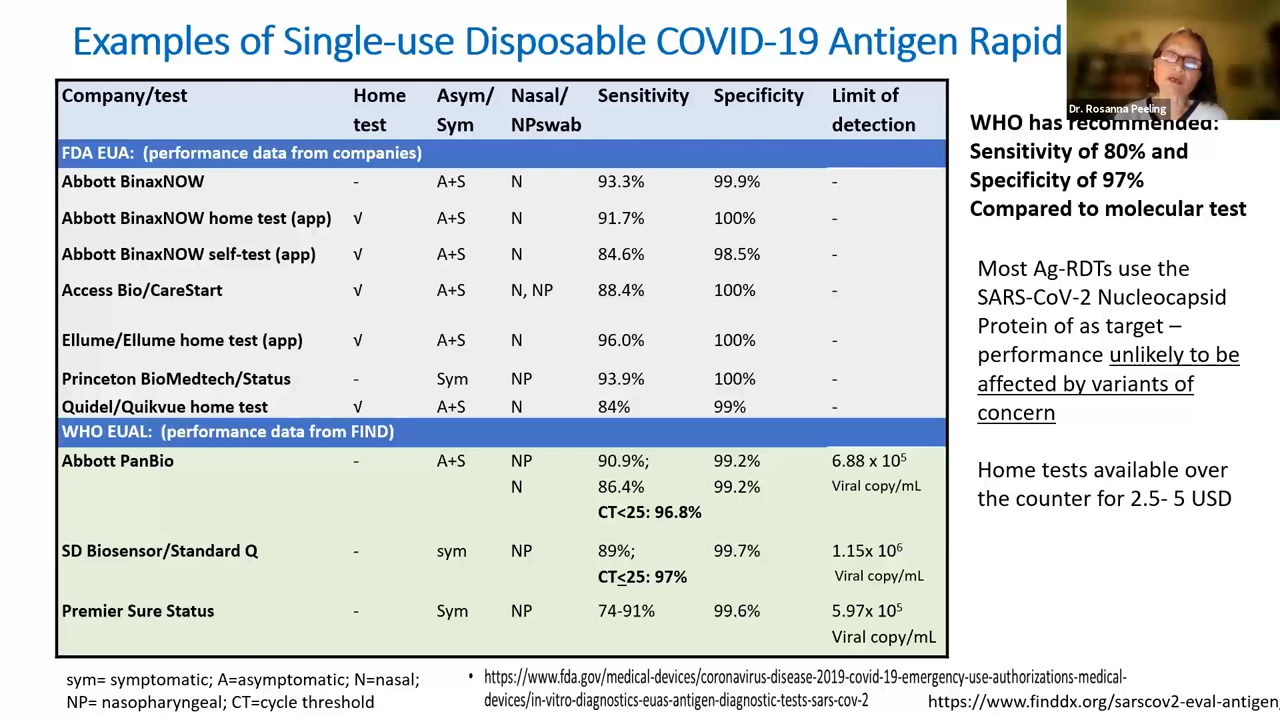 Examples of Single-use Disposable COVID-19 Antigen Rapid
Dr. Rosanna Peeling
Company/test Home test Asym/ Sym Nasal/ NPswab Sensitivity Specificity Limit of detection
FDA EUA: (performance data from companies)
Abbott BinaxNOW - A+S N 93.3% 99.9% -
Abbott BinaxNOW home test (app) √ A+S N 91.7% 100% -
Abbott BinaxNOW self-test (app) √ A+S N 84.6% 98.5% -
Access Bio/CareStart √ A+S N, NP 88.4% 100% -
Ellume/Ellume home test (app) √ A+S N 96.0% 100% -
Princeton BioMedtech/Status - Sym NP 93.9% 100% -
Quidel/Quikvue home test √ A+S N 84% 99% -
WHO EUAL: (performance data from FIND)
Abbott PanBio - A+S NP 90.9%; 99.2% 6.88 x 10⁵
N 86.4% 99.2% Viral copy/mL
CT<25: 96.8%
SD Biosensor/Standard Q - sym NP 89%; 99.7% 1.15x 10⁶
CT≤25: 97% Viral copy/mL
Premier Sure Status - Sym NP 74-91% 99.6% 5.97x 10⁵
Viral copy/mL
WHO has recommended:
Sensitivity of 80% and
Specificity of 97%
Compared to molecular test
Most Ag-RDTs use the
SARS-CoV-2 Nucleocapsid
Protein of as target –
performance unlikely to be
affected by variants of
concern
Home tests available over
the counter for 2.5- 5 USD
sym= symptomatic; A=asymptomatic; N=nasal;
NP= nasopharyngeal; CT=cycle threshold
• https://www.fda.gov/medical-devices/coronavirus-disease-2019-covid-19-emergency-use-authorizations-medical-
devices/in-vitro-diagnostics-euas-antigen-diagnostic-tests-sars-cov-2
https://www.finddx.org/sarscov2-eval-antigen/